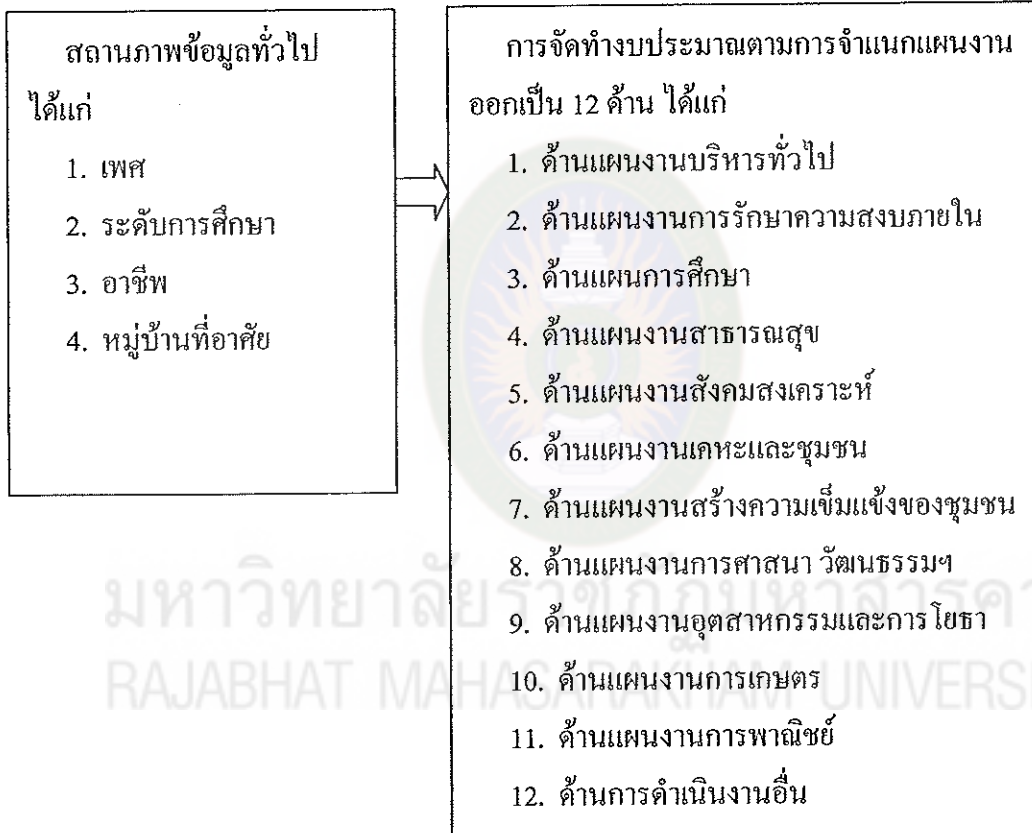 สถานภาพข้อมูลทั่วไป
ได้แก่
1. เพศ
2. ระดับการศึกษา
3. อาชีพ
4. หมู่บ้านที่อาศัย
การจัดทำงบประมาณตามการจำแนกแผนงาน
ออกเป็น 12 ด้าน ได้แก่
1. ด้านแผนงานบริหารทั่วไป
2. ด้านแผนงานการรักษาความสงบภายใน
3. ด้านแผนการศึกษา
4. ด้านแผนงานสาธารณสุข
5. ด้านแผนงานสังคมสงเคราะห์
6. ด้านแผนงานเคหะและชุมชน
7. ด้านแผนงานสร้างความเข็มแข้งของชุมชน
8. ด้านแผนงานการศาสนา วัฒนธรรมฯ
9. ด้านแผนงานอุตสาหกรรมและการโยธา
10. ด้านแผนงานการเกษตร
11. ด้านแผนงานการพาณิชย์
12. ด้านการดำเนินงานอื่น
มหาวิทยาลัยราชภัฏมหาสารคา
RAJABHAT MAHASARAKHAM UNIVERS